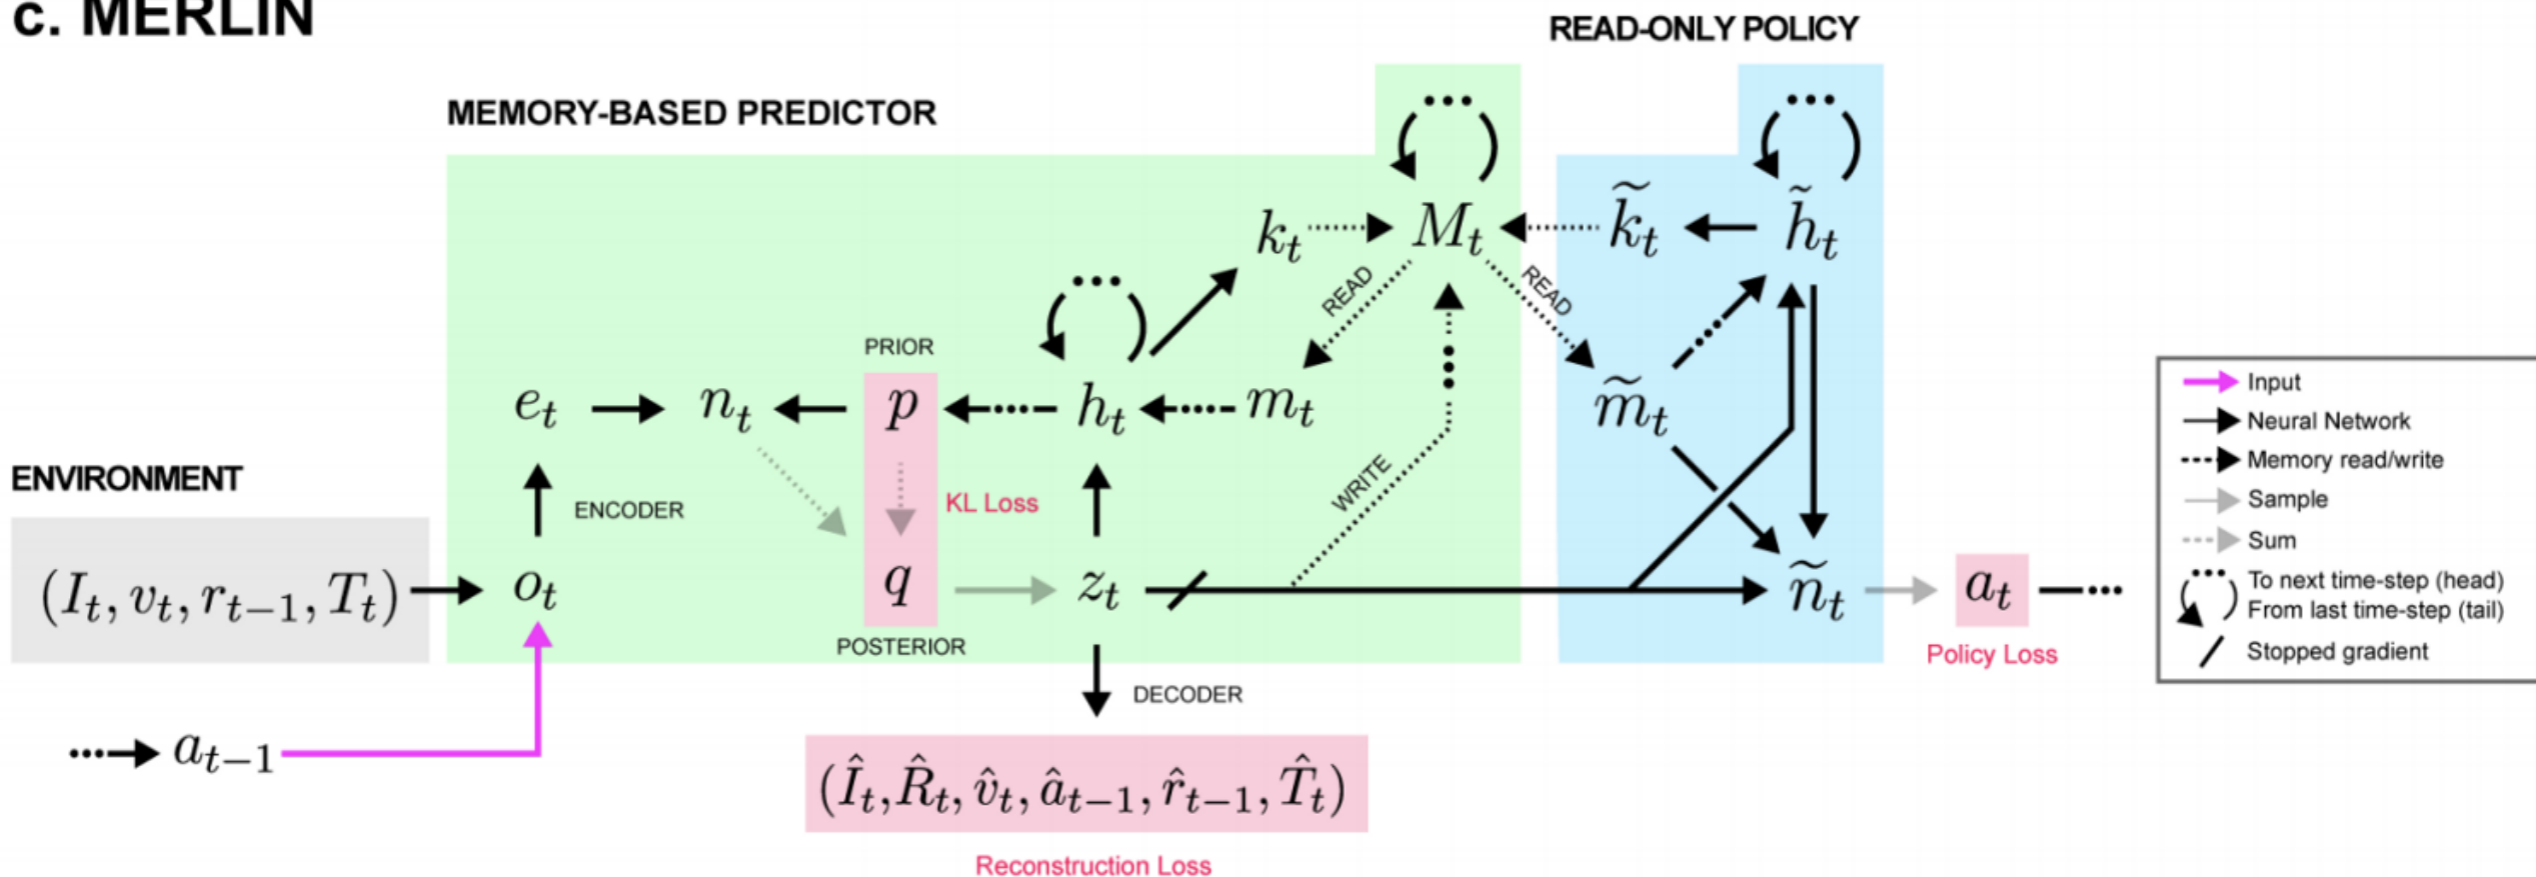 c. MERLIN
READ-ONLY POLICY
MEMORY-BASED PREDICTOR
k_t M_t k̃_t h̃_t
READ READ
PRIOR
e_t n_t p h_t m_t m̃_t
ENVIRONMENT
ENCODER
KL Loss
WRITE
(I_t, v_t, r_{t−1}, T_t) o_t q z_t ñ_t a_t
POSTERIOR
Policy Loss
DECODER
a_{t−1}
(Î_t, R̂_t, v̂_t, â_{t−1}, r̂_{t−1}, T̂_t)
Reconstruction Loss
Input
Neural Network
Memory read/write
Sample
Sum
To next time-step (head)
From last time-step (tail)
Stopped gradient